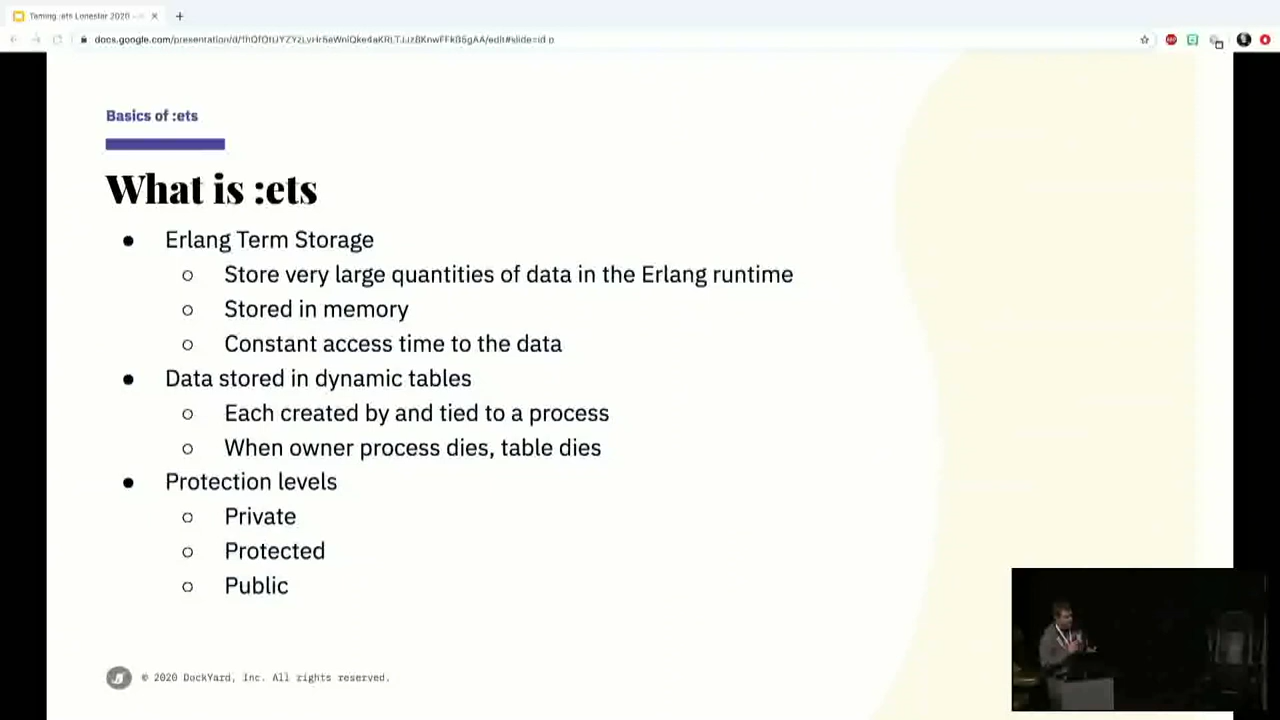 Taming :ets Lonestar 2020 -
Basics of :ets
What is :ets
● Erlang Term Storage
○ Store very large quantities of data in the Erlang runtime
○ Stored in memory
○ Constant access time to the data
● Data stored in dynamic tables
○ Each created by and tied to a process
○ When owner process dies, table dies
● Protection levels
○ Private
○ Protected
○ Public
© 2020 DockYard, Inc. All rights reserved.